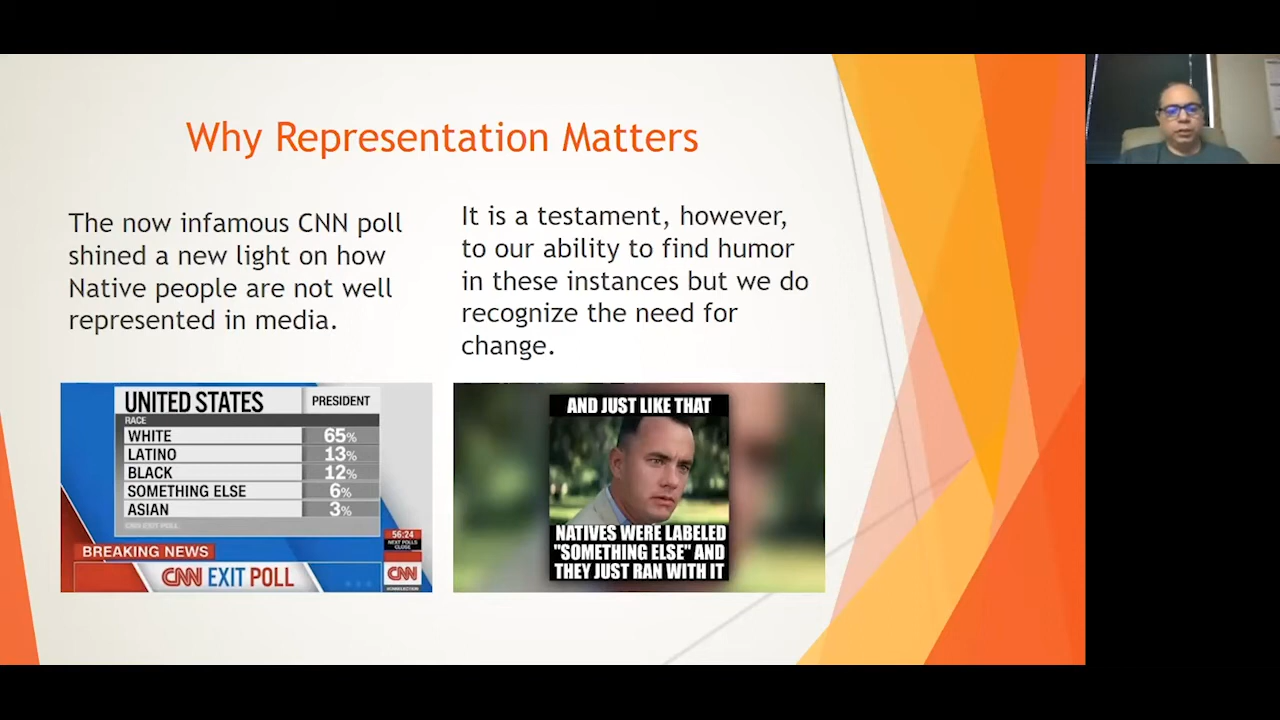 Why Representation Matters
The now infamous CNN poll
shined a new light on how
Native people are not well
represented in media.
It is a testament, however,
to our ability to find humor
in these instances but we do
recognize the need for
change.
UNITED STATES PRESIDENT
RACE
WHITE 65%
LATINO 13%
BLACK 12%
SOMETHING ELSE 6%
ASIAN 3%
CNN EXIT POLL
56:24
NEXT POLLS
CLOSE
BREAKING NEWS
CNN EXIT POLL
CNN
AND JUST LIKE THAT
NATIVES WERE LABELED
"SOMETHING ELSE" AND
THEY JUST RAN WITH IT